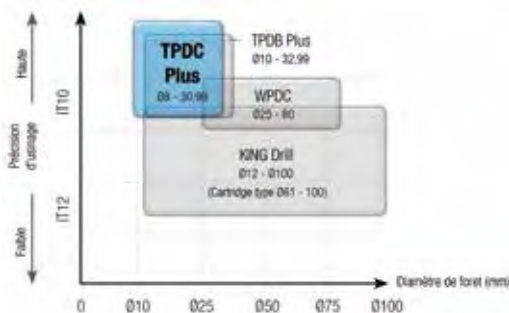 Haute
Précision
d'usinage
Faible
IT10
IT12
TPDC
Plus
Ø8 - 30.99
TPDB Plus
Ø10 - 32.99
WPDC
Ø25 - 80
KING Drill
Ø12 - Ø100
(Cartridge type Ø61 - 100)
Diamètre de foret (mm)
0 Ø10 Ø25 Ø50 Ø75 Ø100